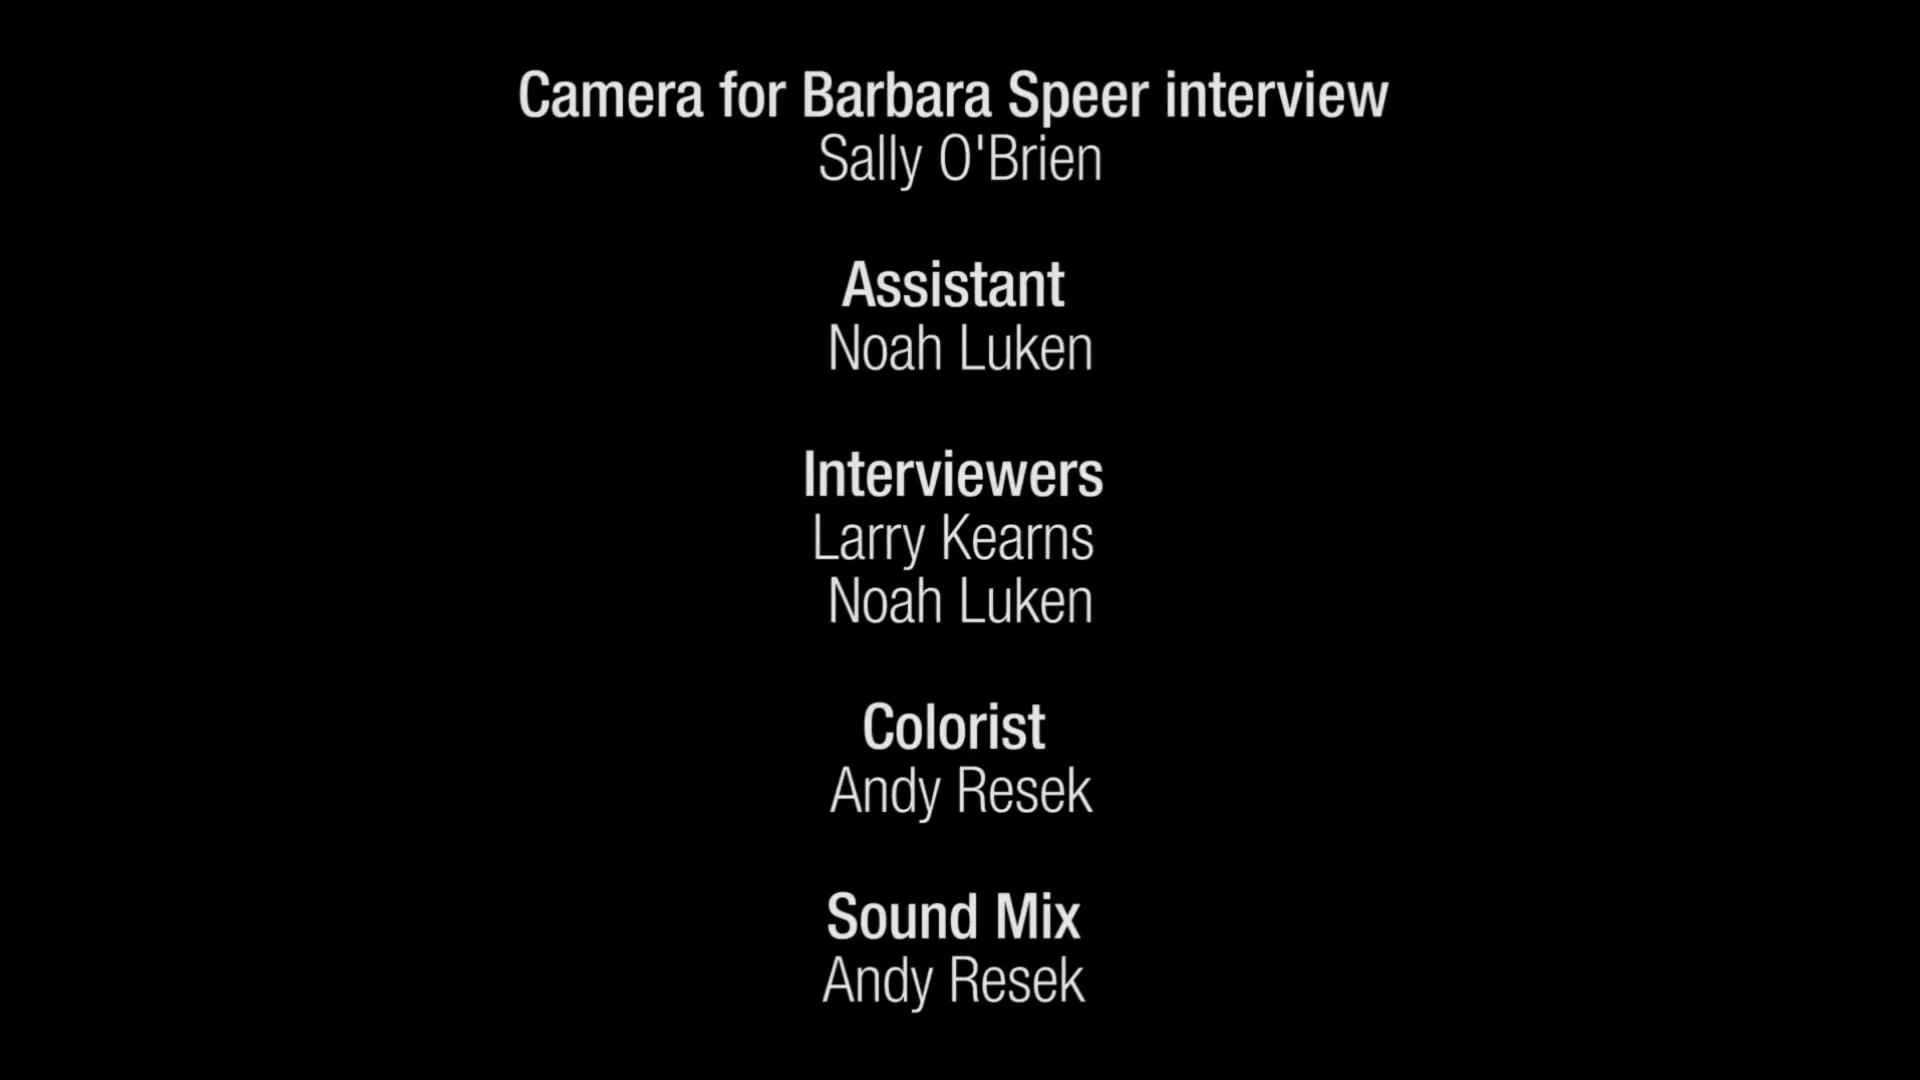 Camera for Barbara Speer interview
Sally O'Brien
Assistant
Noah Luken
Interviewers
Larry Kearns
Noah Luken
Colorist
Andy Resek
Sound Mix
Andy Resek